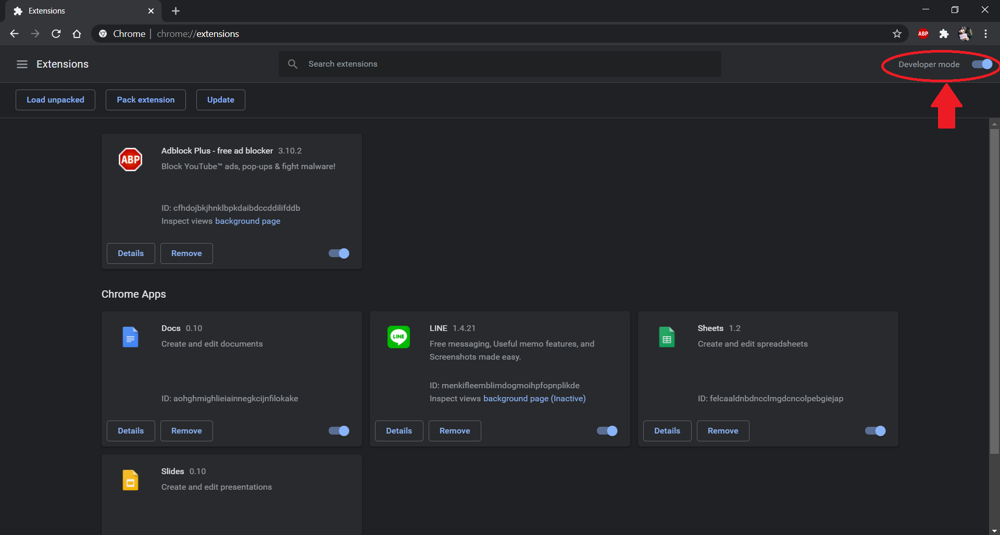 Extensions
Chrome | chrome://extensions
ABP
Extensions
Search extensions
Developer mode
Load unpacked
Pack extension
Update
ABP
Adblock Plus - free ad blocker 3.10.2
Block YouTube™ ads, pop-ups & fight malware!
ID: cfhdojbkjhnklbpkdaibdccddilifddb
Inspect views background page
Details
Remove
Chrome Apps
Docs 0.10
Create and edit documents
ID: aohghmighlieiainnegkcijnfilokake
Details
Remove
LINE
LINE 1.4.21
Free messaging, Useful memo features, and
Screenshots made easy.
ID: menkifleemblimdogmoihpfopnplikde
Inspect views background page (Inactive)
Details
Remove
Sheets 1.2
Create and edit spreadsheets
ID: felcaaldnbdncclmgdcncolpebgiejap
Details
Remove
Slides 0.10
Create and edit presentations